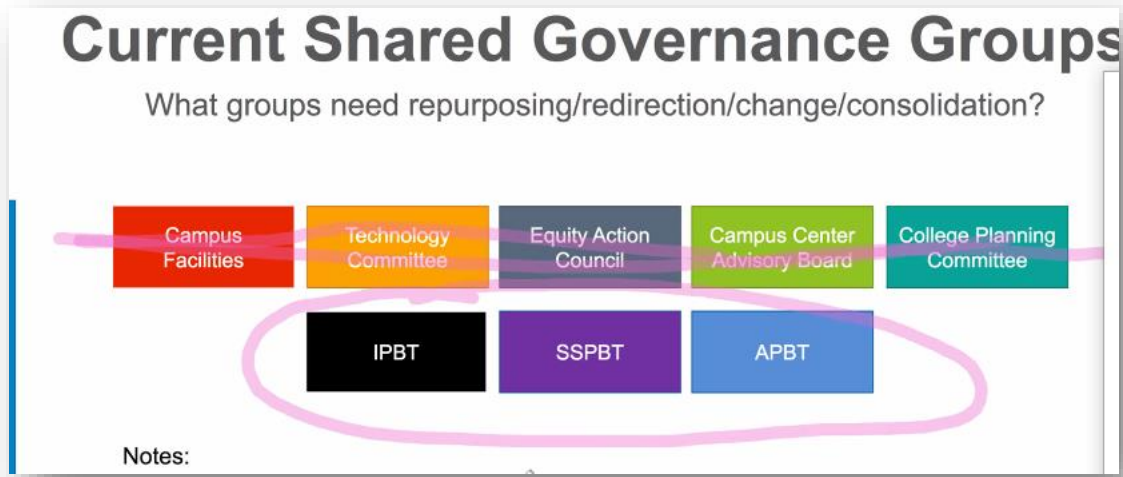 Current Shared Governance Groups
What groups need repurposing/redirection/change/consolidation?
Campus
Facilities
Technology
Committee
Equity Action
Council
Campus Center
Advisory Board
College Planning
Committee
IPBT
SSPBT
APBT
Notes: